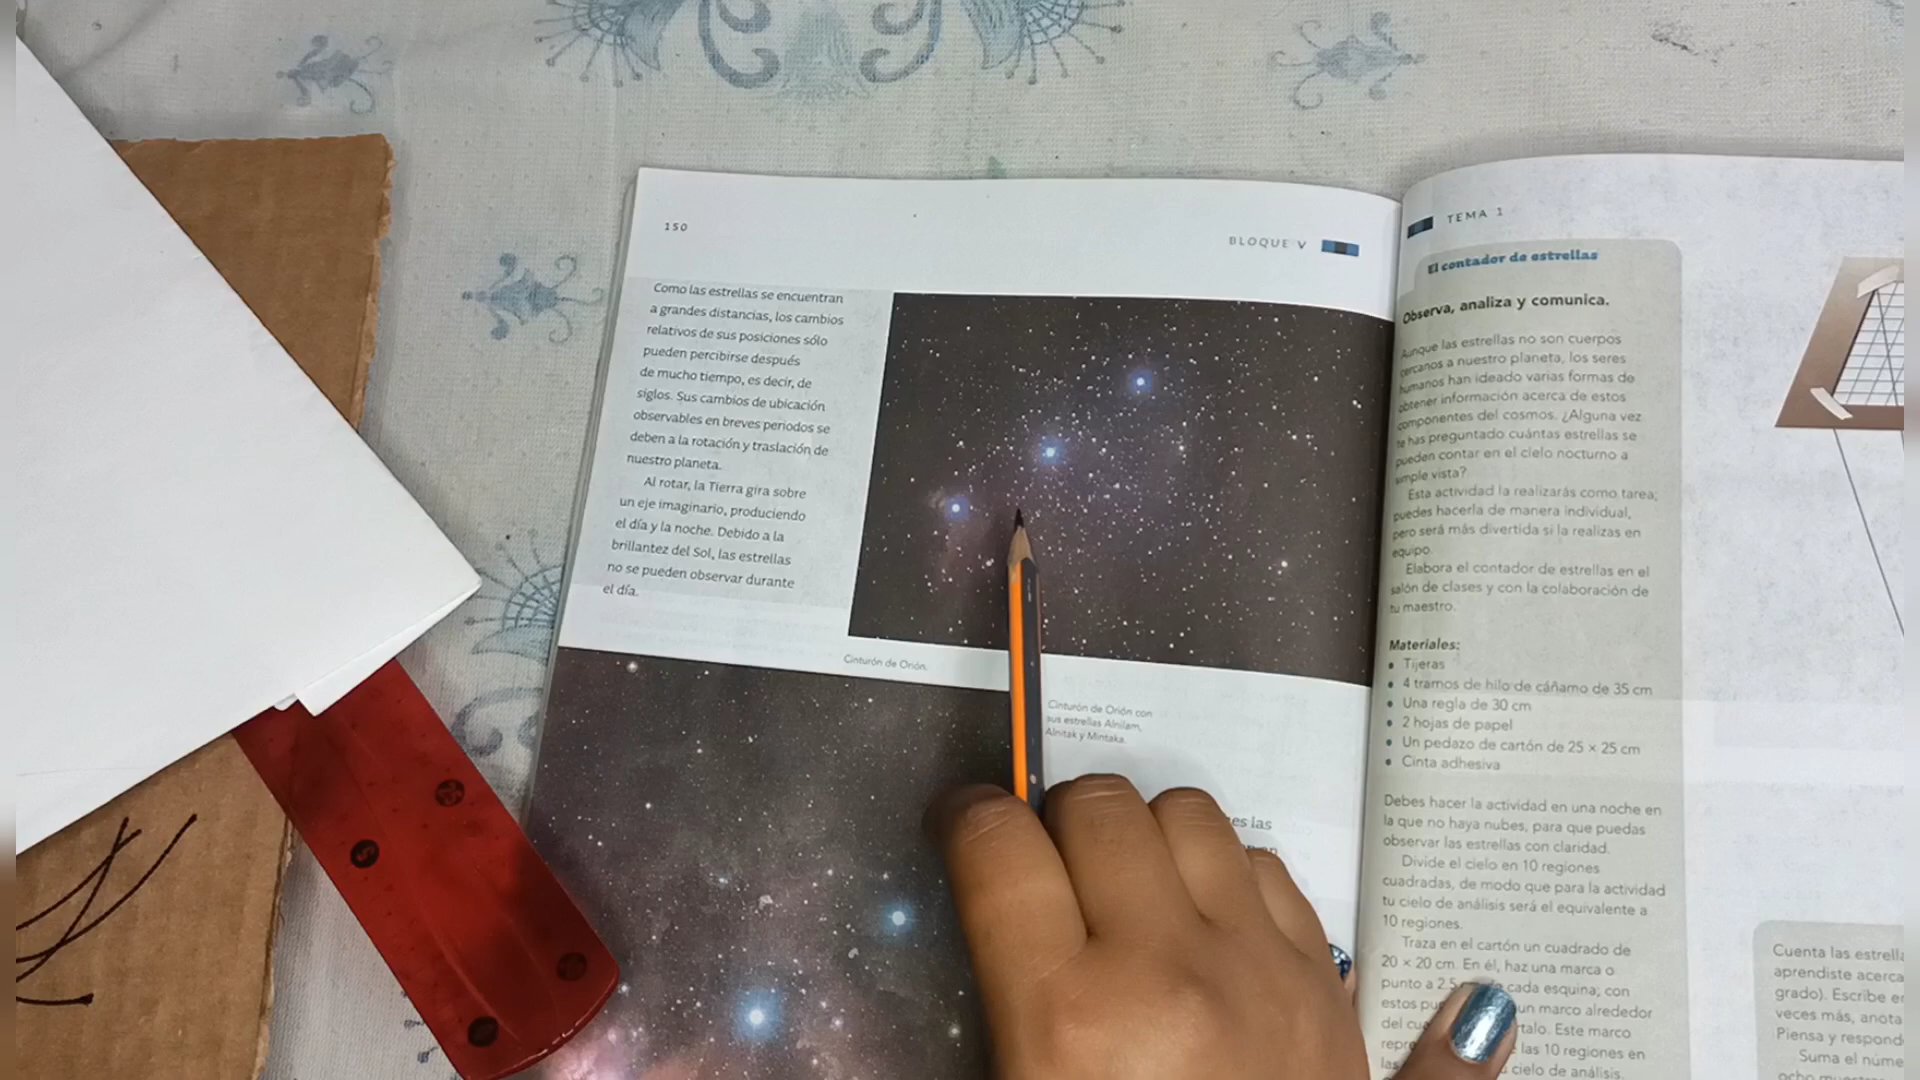 150
BLOQUE V
Como las estrellas se encuentran
a grandes distancias, los cambios
relativos de sus posiciones sólo
pueden percibirse después
de mucho tiempo, es decir, de
siglos. Sus cambios de ubicación
observables en breves periodos se
deben a la rotación y traslación de
nuestro planeta.
Al rotar, la Tierra gira sobre
un eje imaginario, produciendo
el día y la noche. Debido a la
brillantez del Sol, las estrellas
no se pueden observar durante
el día.
Cinturón de Orión.
Cinturón de Orión con
sus estrellas Alnilam,
Alnitak y Mintaka.
las
TEMA 1
El contador de estrellas
Observa, analiza y comunica.
Aunque las estrellas no son cuerpos
cercanos a nuestro planeta, los seres
humanos han ideado varias formas de
obtener información acerca de estos
componentes del cosmos. ¿Alguna vez
te has preguntado cuántas estrellas se
pueden contar en el cielo nocturno a
simple vista?
Esta actividad la realizarás como tarea;
puedes hacerla de manera individual,
pero será más divertida si la realizas en
equipo.
Elabora el contador de estrellas en el
salón de clases y con la colaboración de
tu maestro.
Materiales:
• Tijeras
• 4 tramos de hilo de cáñamo de 35 cm
• Una regla de 30 cm
• 2 hojas de papel
• Un pedazo de cartón de 25 × 25 cm
• Cinta adhesiva
Debes hacer la actividad en una noche en
la que no haya nubes, para que puedas
observar las estrellas con claridad.
Divide el cielo en 10 regiones
cuadradas, de modo que para la actividad
tu cielo de análisis será el equivalente a
10 regiones.
Traza en el cartón un cuadrado de
20 × 20 cm. En él, haz una marca o
punto a 2.5 cada esquina; con
estos un marco alrededor
del Este marco
las 10 regiones en
las cielo de análisis.
Cuenta las
aprendiste
grado). Escribe
veces más, anota
Piensa y
Suma el
ocho